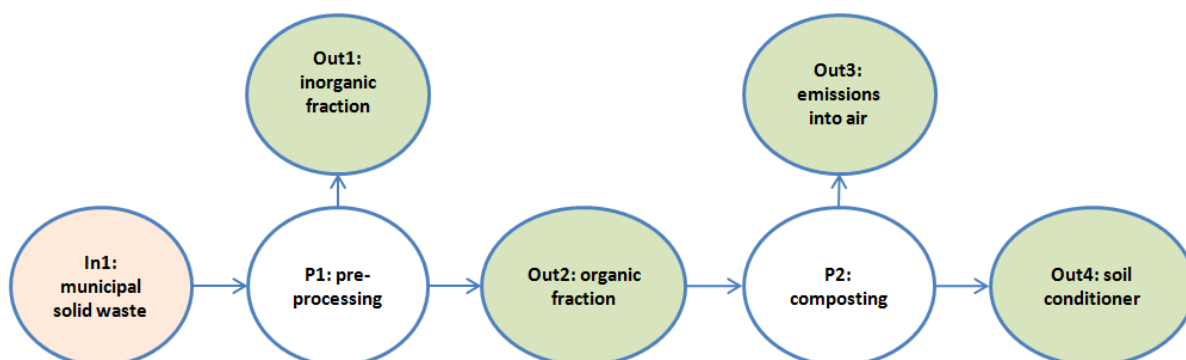 Out1:
inorganic
fraction
Out3:
emissions
into air
In1:
municipal
solid waste
P1: pre-
processing
Out2: organic
fraction
P2:
composting
Out4: soil
conditioner